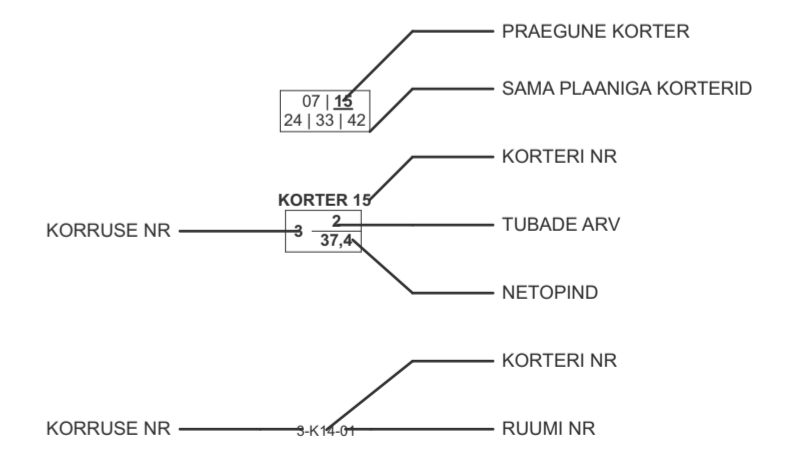 PRAEGUNE KORTER
07 | 15
24 | 33 | 42
SAMA PLAANIGA KORTERID
KORTERI NR
KORTER 15
KORRUSE NR
3
2
37,4
TUBADE ARV
NETOPIND
KORTERI NR
KORRUSE NR
3-K14-01
RUUMI NR